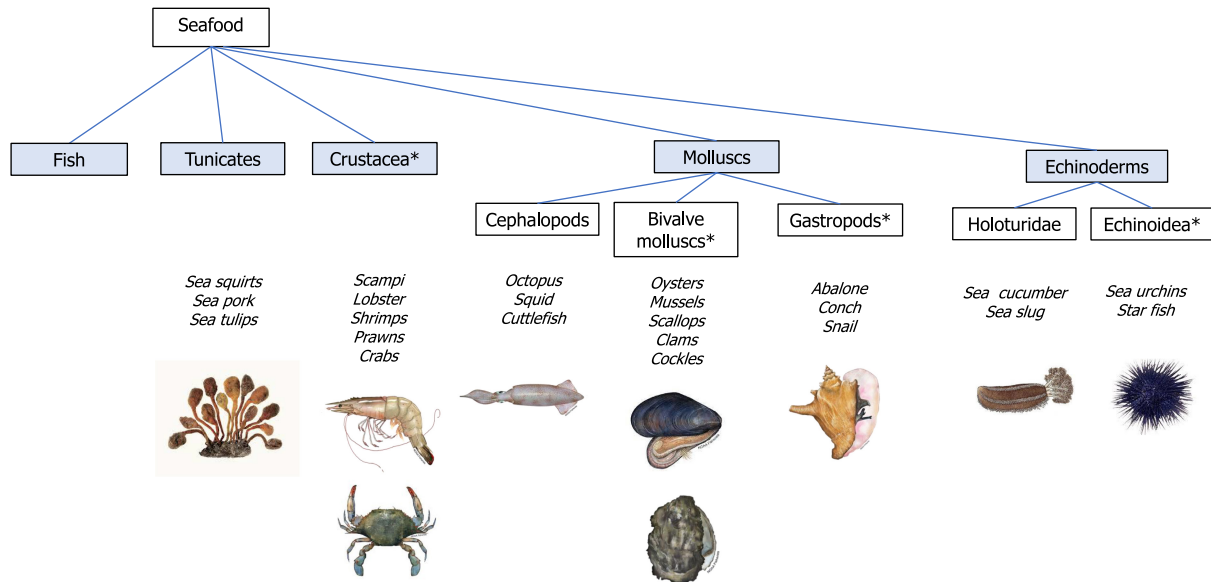 Seafood
Fish
Tunicates
Crustacea*
Molluscs
Echinoderms
Cephalopods
Bivalve
molluscs*
Gastropods*
Holoturidae
Echinoidea*
Sea squirts
Sea pork
Sea tulips
Scampi
Lobster
Shrimps
Prawns
Crabs
Octopus
Squid
Cuttlefish
Oysters
Mussels
Scallops
Clams
Cockles
Abalone
Conch
Snail
Sea cucumber
Sea slug
Sea urchins
Star fish